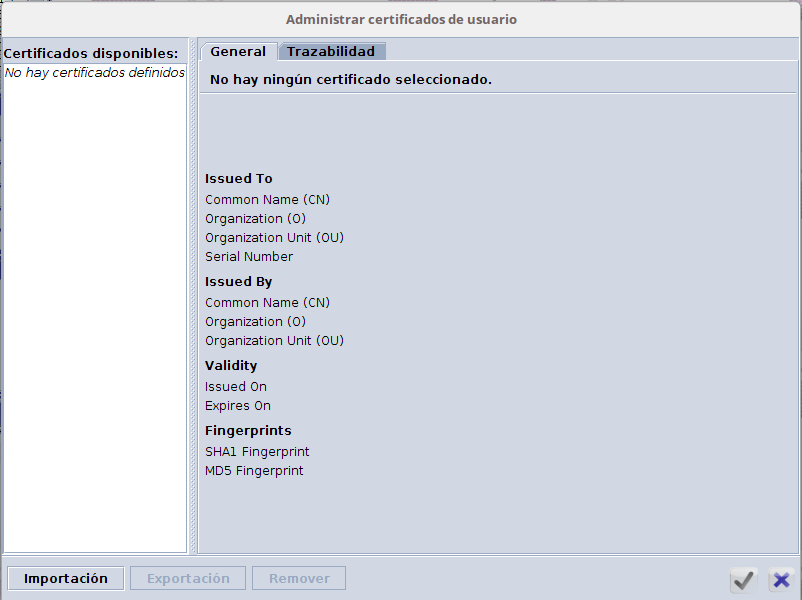 Administrar certificados de usuario
Certificados disponibles:
No hay certificados definidos
General
Trazabilidad
No hay ningún certificado seleccionado.
Issued To
Common Name (CN)
Organization (O)
Organization Unit (OU)
Serial Number
Issued By
Common Name (CN)
Organization (O)
Organization Unit (OU)
Validity
Issued On
Expires On
Fingerprints
SHA1 Fingerprint
MD5 Fingerprint
Importación
Exportación
Remover